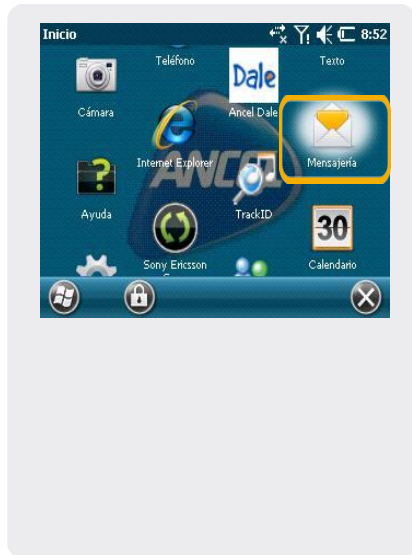 Inicio
8:52
Teléfono
Texto
Dale
Cámara
Ancel Dale
Internet Explorer
Mensajería
ANCEL
Ayuda
TrackID
30
Sony Ericsson
Calendario